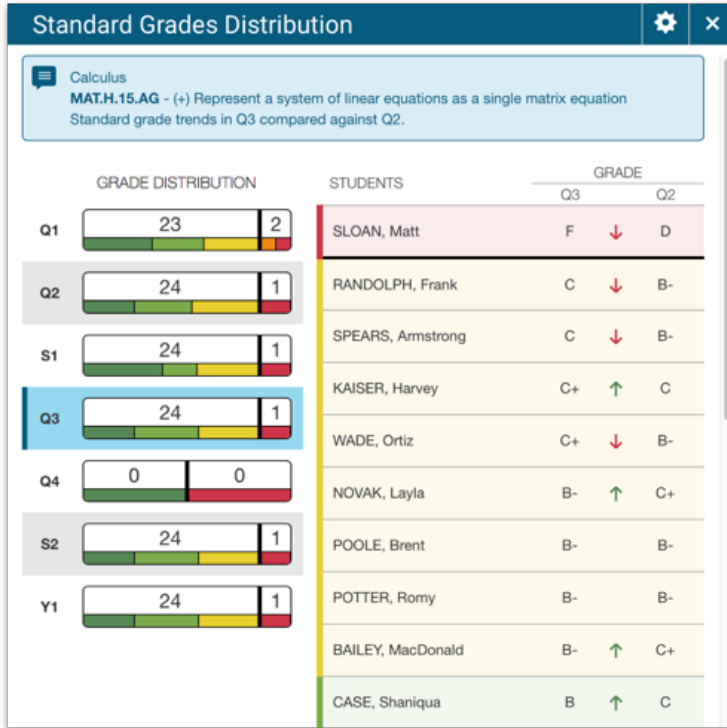 Standard Grades Distribution
Calculus
MAT.H.15.AG - (+) Represent a system of linear equations as a single matrix equation
Standard grade trends in Q3 compared against Q2.
GRADE DISTRIBUTION
Q1 23 2
Q2 24 1
S1 24 1
Q3 24 1
Q4 0 0
S2 24 1
Y1 24 1
STUDENTS GRADE
Q3 Q2
SLOAN, Matt F ↓ D
RANDOLPH, Frank C ↓ B-
SPEARS, Armstrong C ↓ B-
KAISER, Harvey C+ ↑ C
WADE, Ortiz C+ ↓ B-
NOVAK, Layla B- ↑ C+
POOLE, Brent B- B-
POTTER, Romy B- B-
BAILEY, MacDonald B- ↑ C+
CASE, Shaniqua B ↑ C